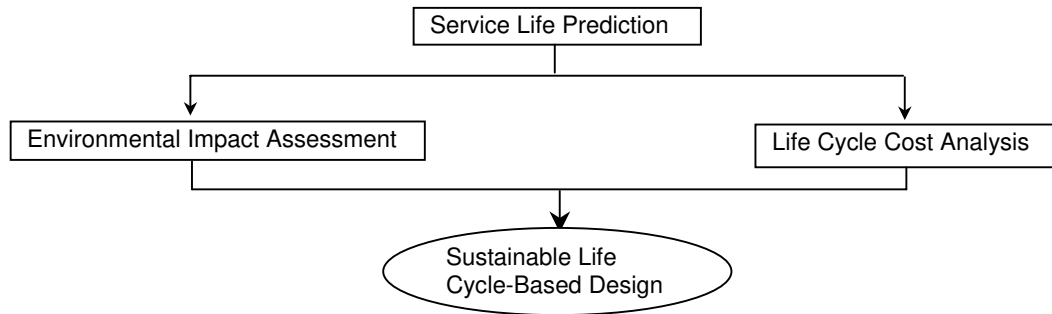 Service Life Prediction
Environmental Impact Assessment
Life Cycle Cost Analysis
Sustainable Life
Cycle-Based Design